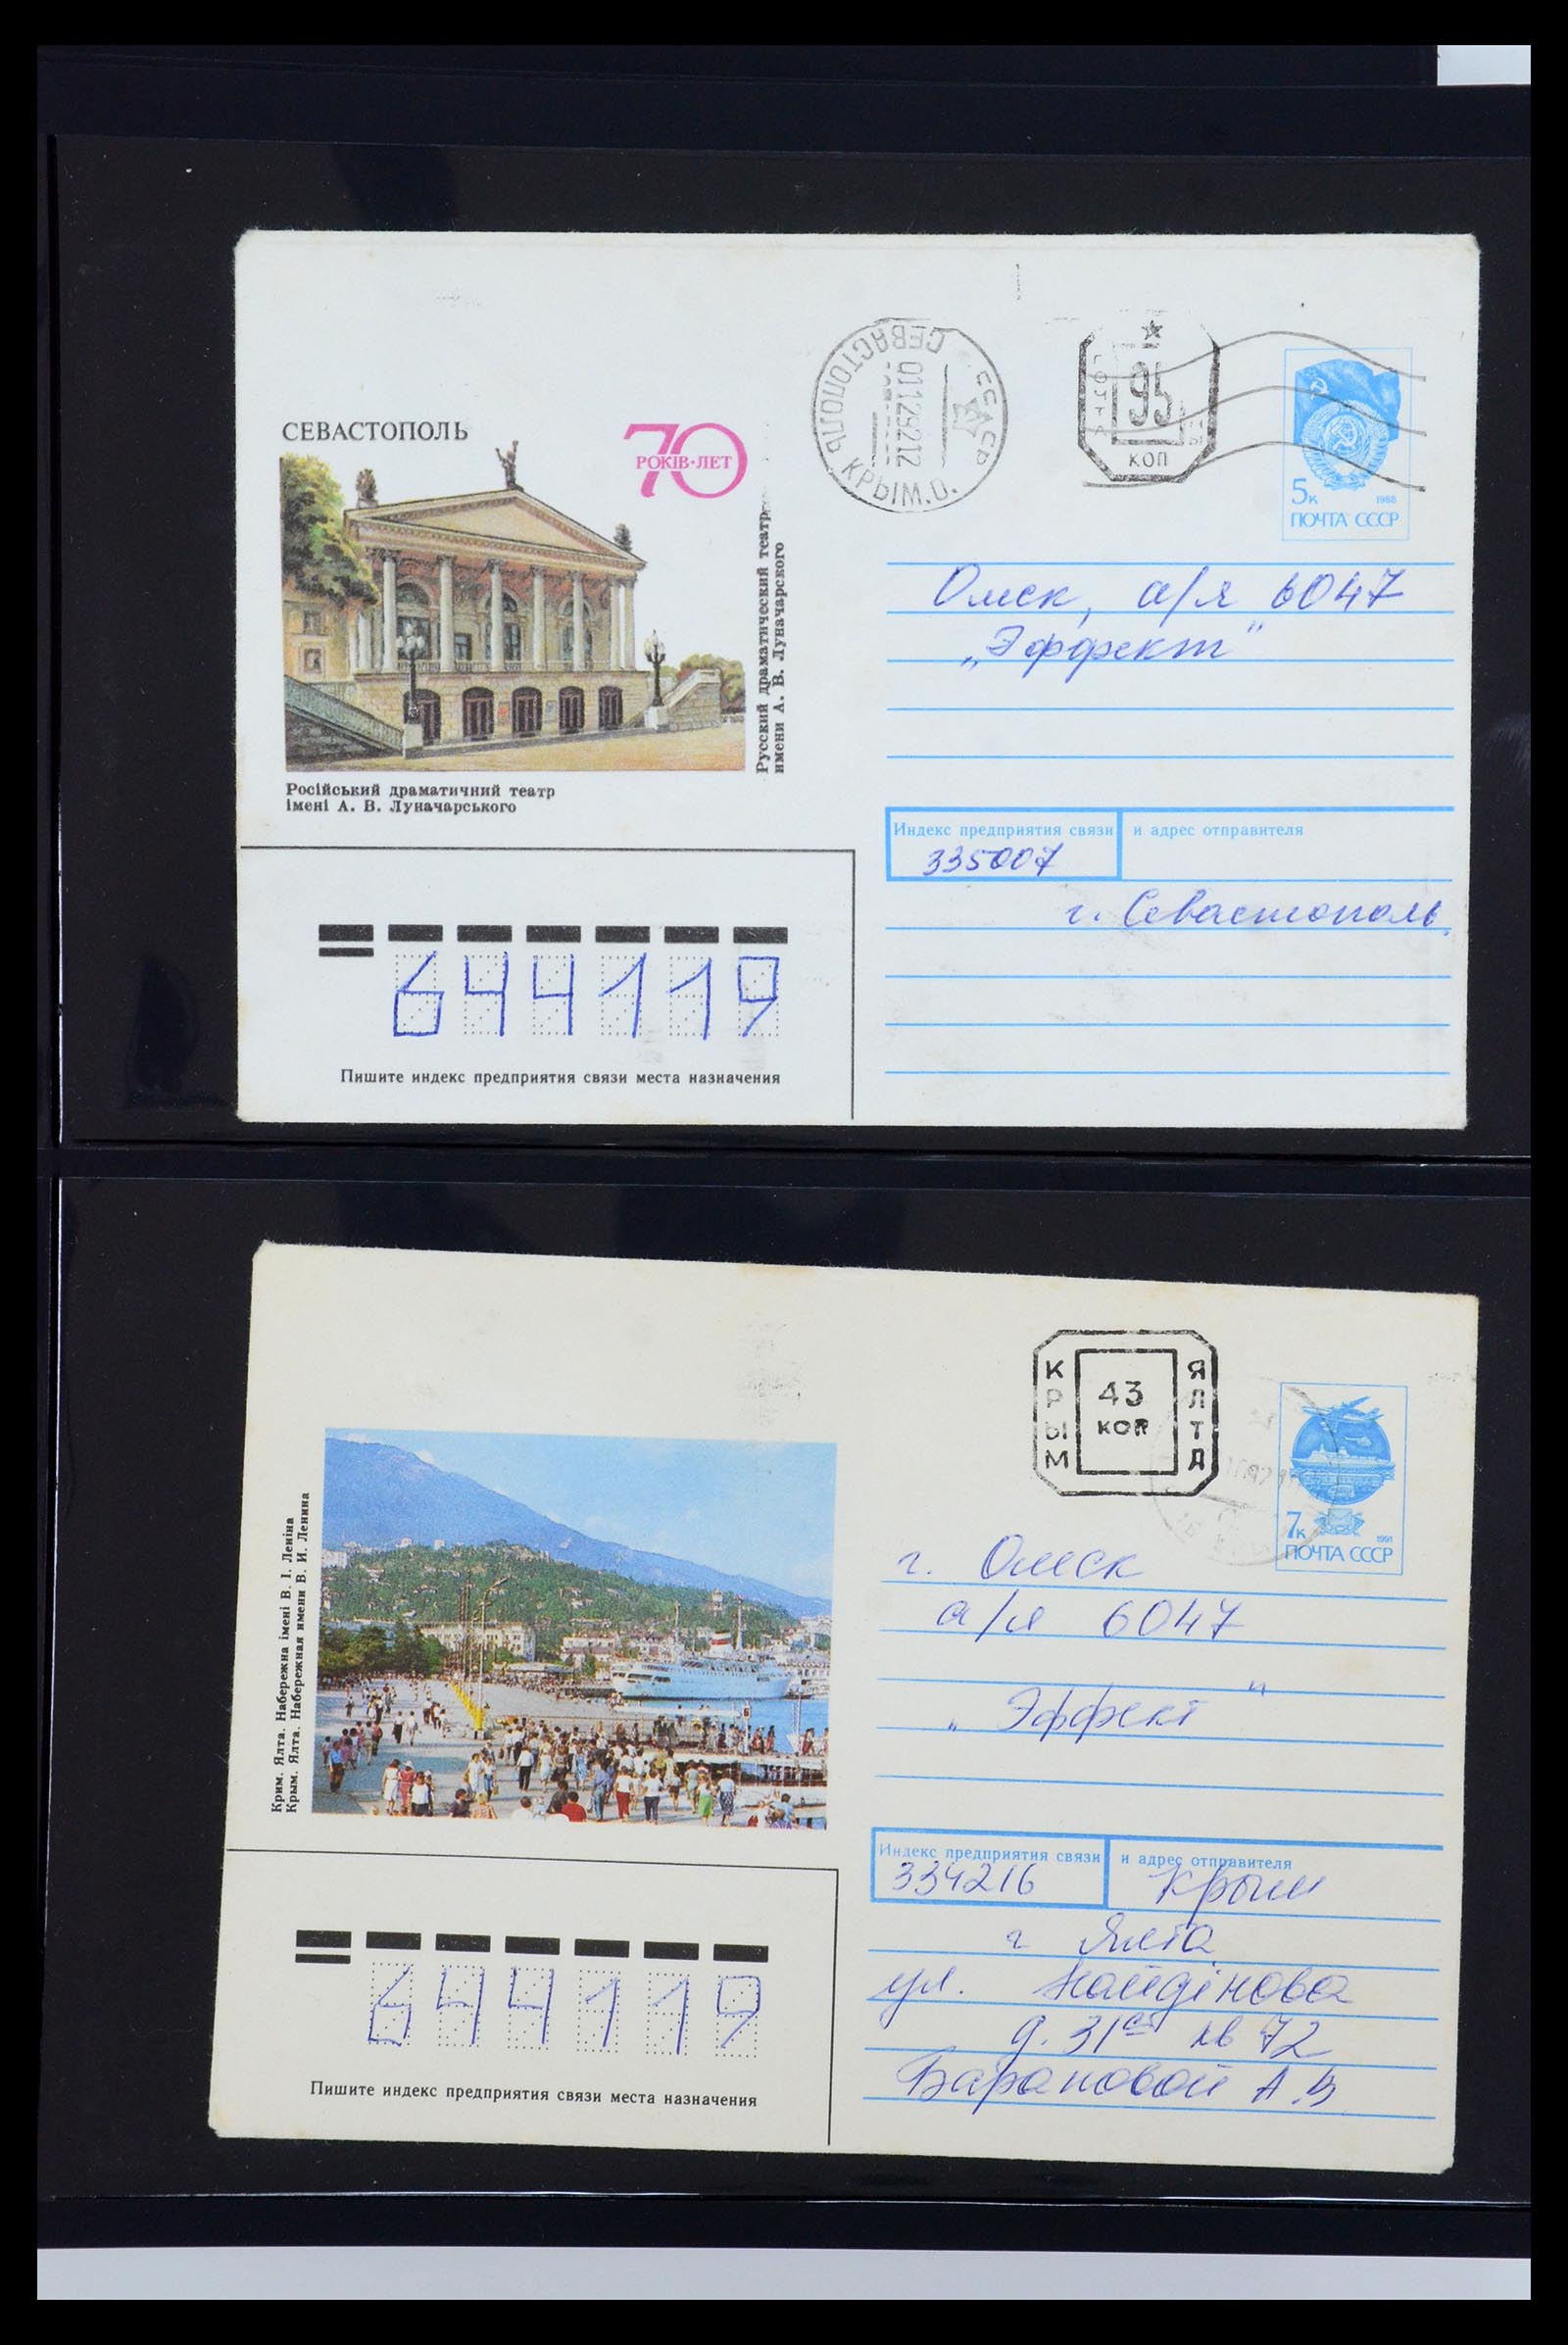 СЕВАСТОПОЛЬ
70
РОКІВ·ЛЕТ
Русский драматический театр
имени А. В. Луначарского
Російський драматичний театр
імені А. В. Луначарського
СЕВАСТОПОЛЬ КРЫМ.О.
01129212
95
КОП
5к 1988
ПОЧТА СССР
Омск, а/я 6047
„Эффект"
Индекс предприятия связи и адрес отправителя
335007
г. Севастополь
644119
Пишите индекс предприятия связи места назначения
КРЫМ
43
КОП
ЯЛТА
7к 1991
ПОЧТА СССР
Крим. Ялта. Набережна імені В. І. Леніна
Крым. Ялта. Набережная имени В. И. Ленина
г. Омск
а/я 6047
„Эффект"
Индекс предприятия связи и адрес отправителя
334216 Крым
г Ялта
ул. Найдінова
д. 31 кв 72
Барановой А.В
644119
Пишите индекс предприятия связи места назначения